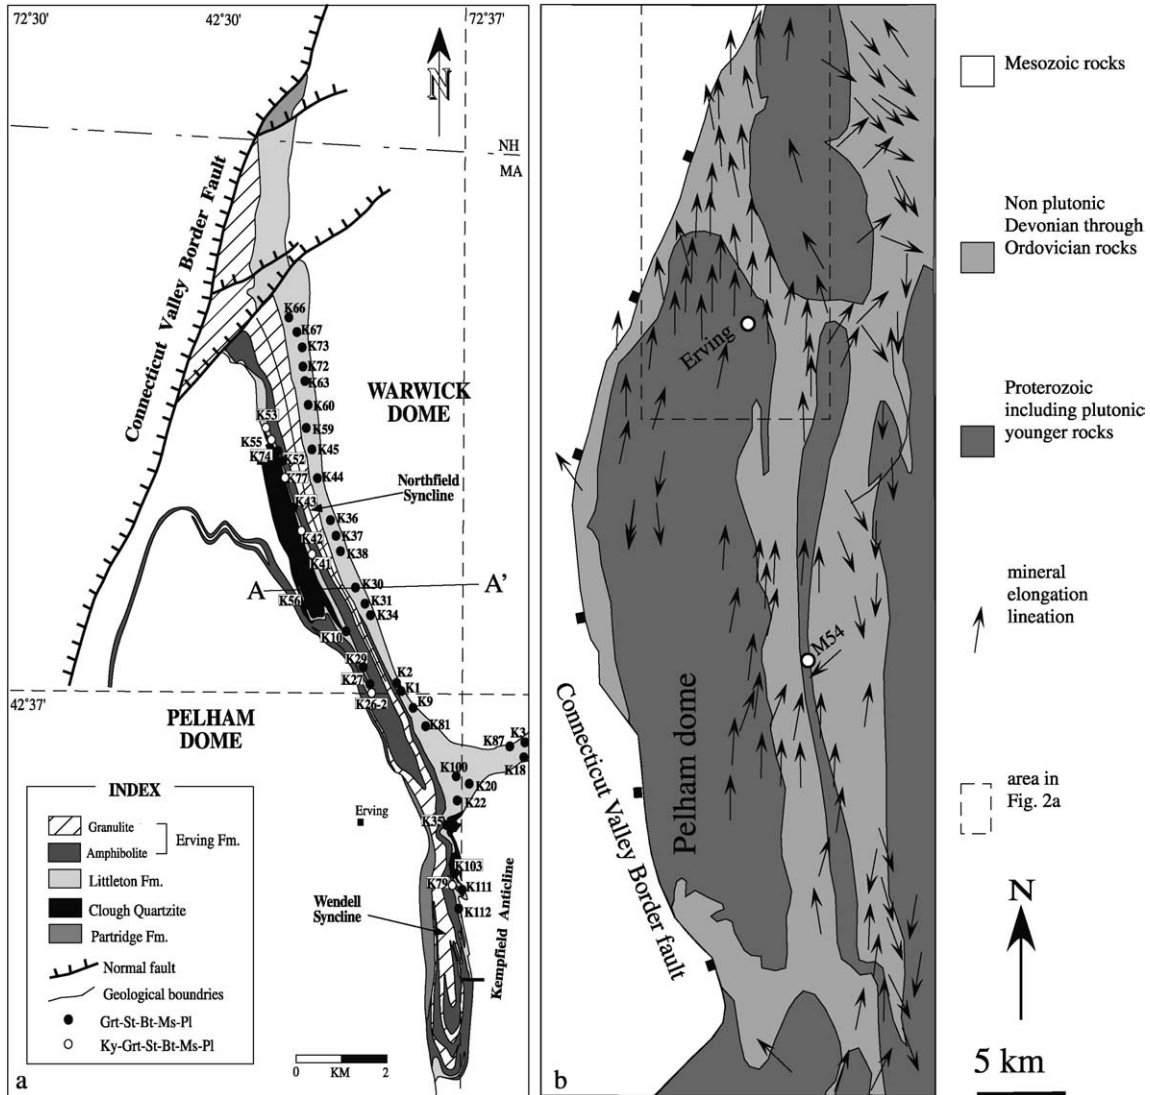 72°30'
42°30'
72°37'
N
NH
MA
Connecticut Valley Border Fault
K66
K67
K73
K72
K63
WARWICK
DOME
K60
K53
K59
K55
K45
K74
K52
K77
K44
Northfield
Syncline
K43
K36
K37
K42
K38
K41
A
A'
K30
K56
K31
K34
K10
K29
K2
K27
K1
42°37'
K26-2
K9
PELHAM
DOME
K81
K3
K87
K18
K100
K20
K22
Erving
K35
K103
K79
K111
K112
Wendell
Syncline
Kempfield Anticline
INDEX
Granulite
Amphibolite
Erving Fm.
Littleton Fm.
Clough Quartzite
Partridge Fm.
Normal fault
Geological boundries
Grt-St-Bt-Ms-Pl
Ky-Grt-St-Bt-Ms-Pl
0
KM
2
a
Erving
M54
Pelham dome
Connecticut Valley Border fault
b
Mesozoic rocks
Non plutonic
Devonian through
Ordovician rocks
Proterozoic
including plutonic
younger rocks
mineral
elongation
lineation
area in
Fig. 2a
N
5 km